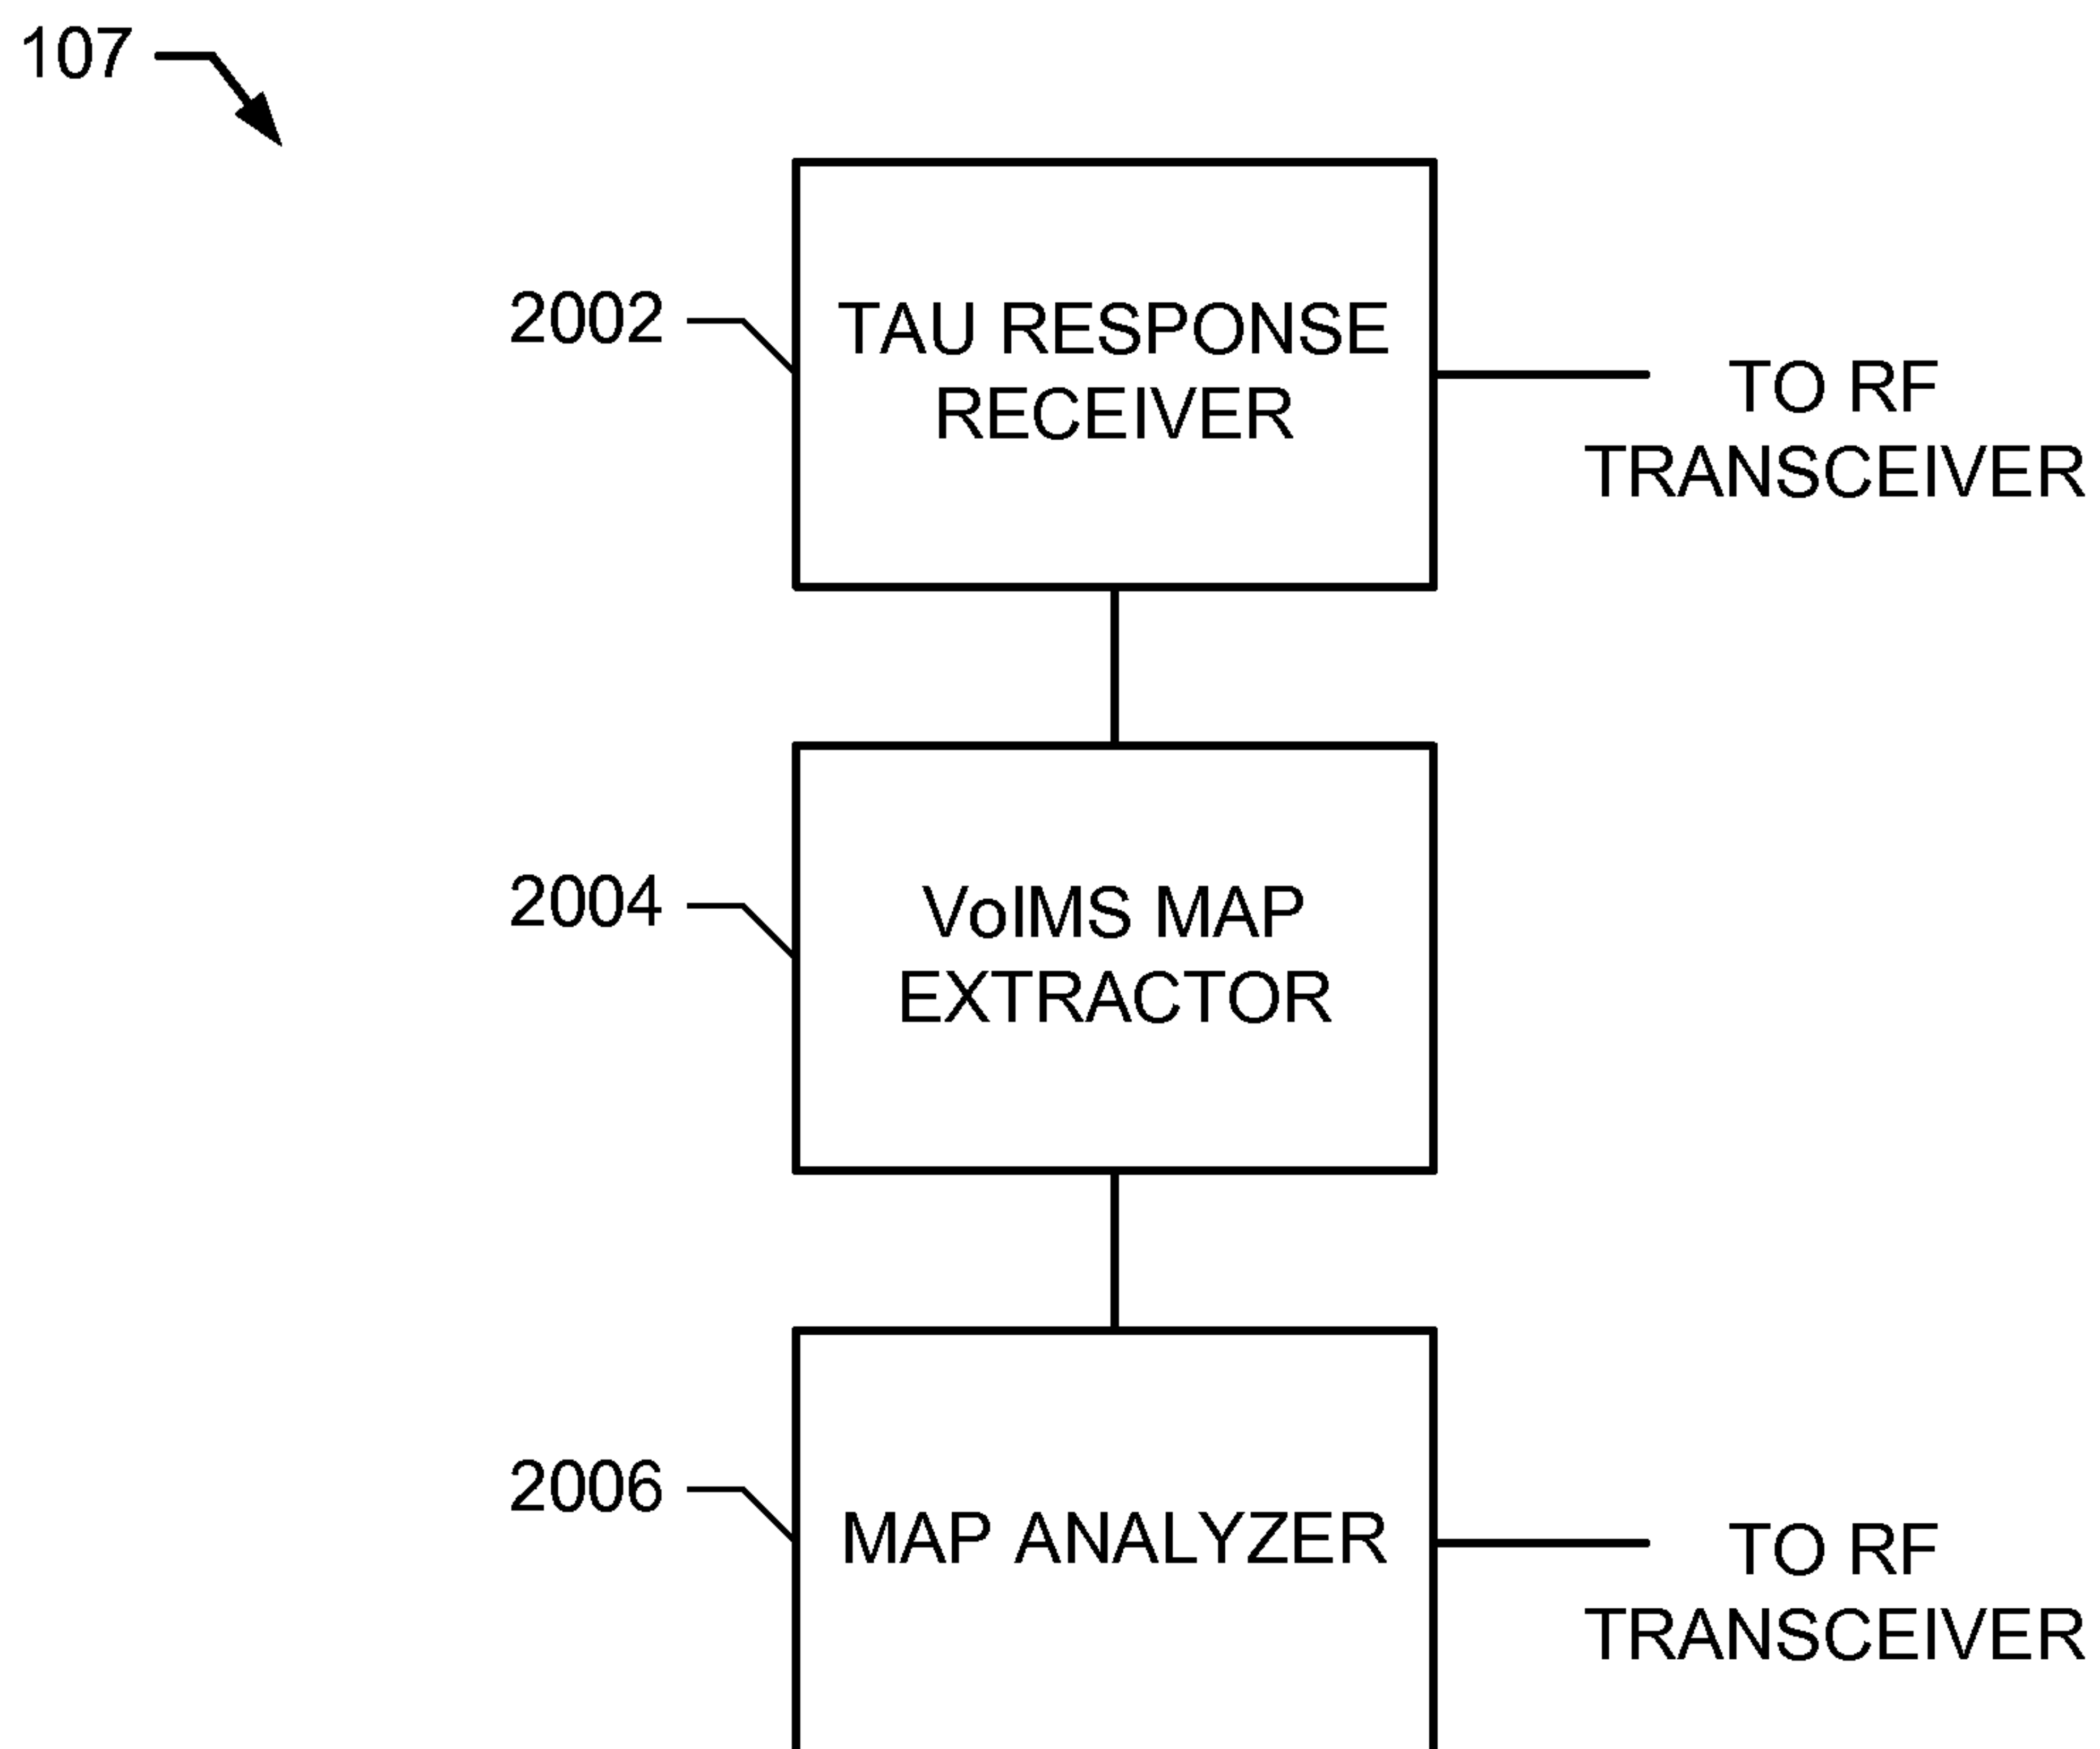 107
2002
TAU RESPONSE
RECEIVER
TO RF
TRANSCEIVER
2004
VoIMS MAP
EXTRACTOR
2006
MAP ANALYZER
TO RF
TRANSCEIVER